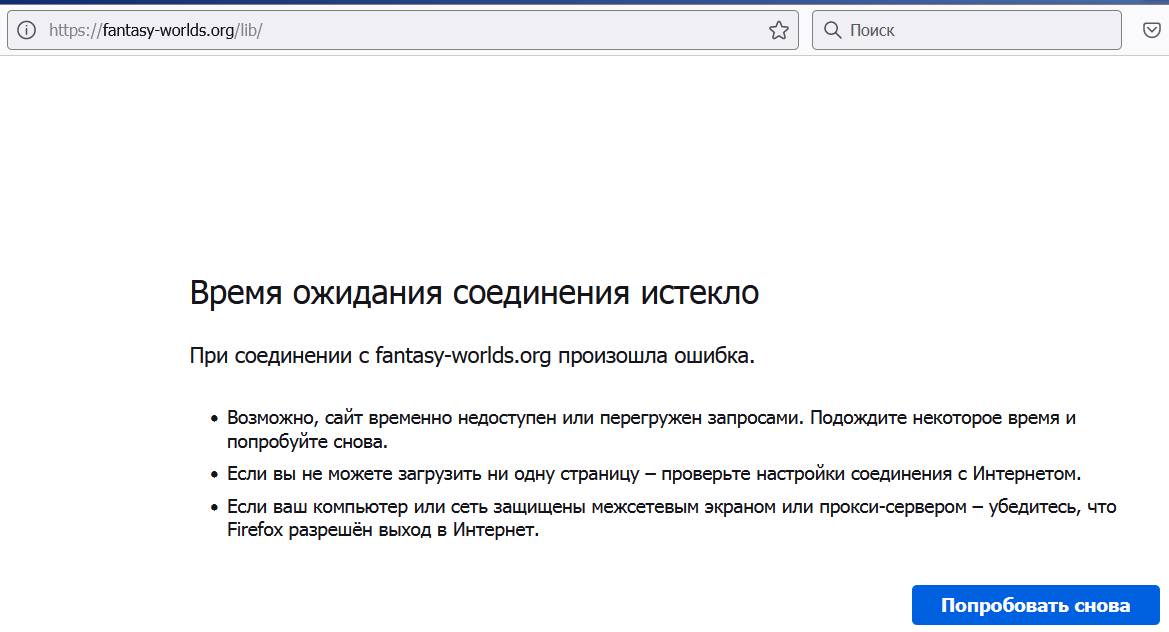 https://fantasy-worlds.org/lib/
Поиск
Время ожидания соединения истекло
При соединении с fantasy-worlds.org произошла ошибка.
• Возможно, сайт временно недоступен или перегружен запросами. Подождите некоторое время и
попробуйте снова.
• Если вы не можете загрузить ни одну страницу – проверьте настройки соединения с Интернетом.
• Если ваш компьютер или сеть защищены межсетевым экраном или прокси-сервером – убедитесь, что
Firefox разрешён выход в Интернет.
Попробовать снова